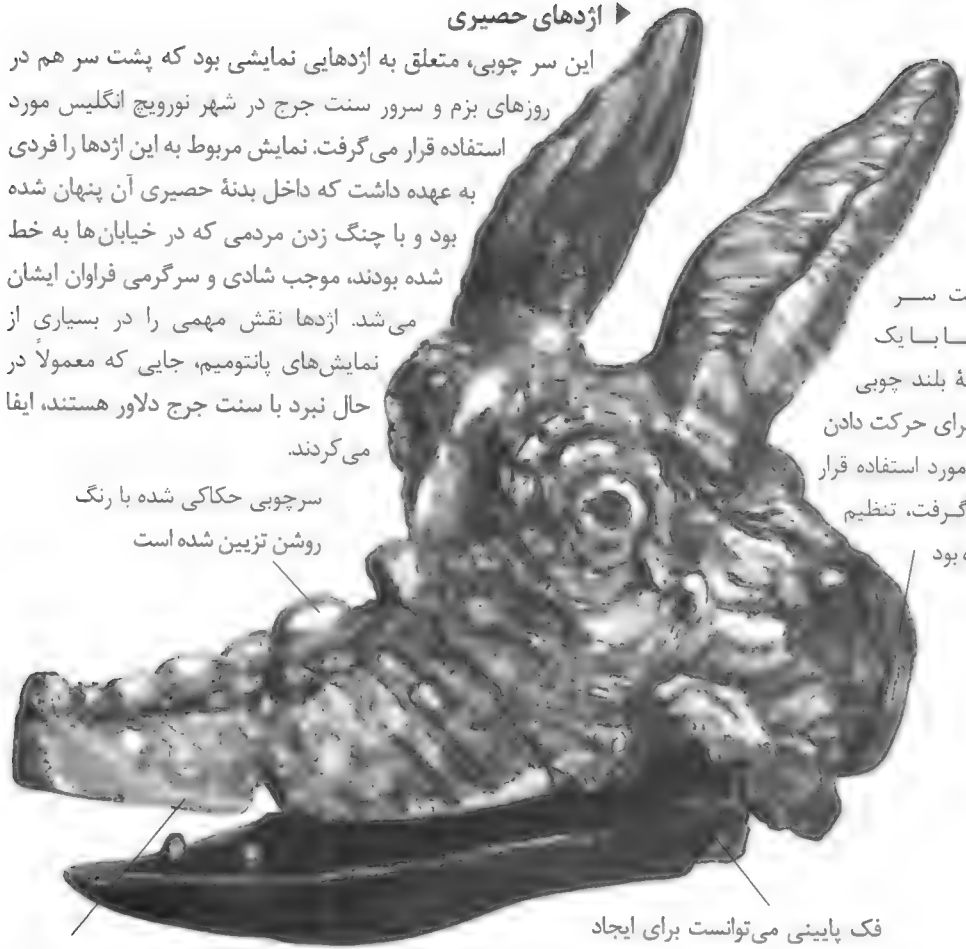 اژدهای حصیری
این سر چوبی، متعلق به اژدهایی نمایشی بود که پشت سر هم در
روزهای بزم و سرور سنت جرج در شهر نورویچ انگلیس مورد
استفاده قرار می‌گرفت. نمایش مربوط به این اژدها را فردی
به عهده داشت که داخل بدنهٔ حصیری آن پنهان شده
بود و با چنگ زدن مردمی که در خیابان‌ها به خط
شده بودند، موجب شادی و سرگرمی فراوان ایشان
می‌شد. اژدها نقش مهمی را در بسیاری از
نمایش‌های پانتومیم، جایی که معمولاً در
حال نبرد با سنت جرج دلاور هستند، ایفا
می‌کردند.
سرچوبی حکاکی شده با رنگ
روشن تزیین شده است
سر
یک
بلند چوبی
حرکت دادن
مورد استفاده قرار
گرفت، تنظیم
بود
فک پایینی می‌توانست برای ایجاد